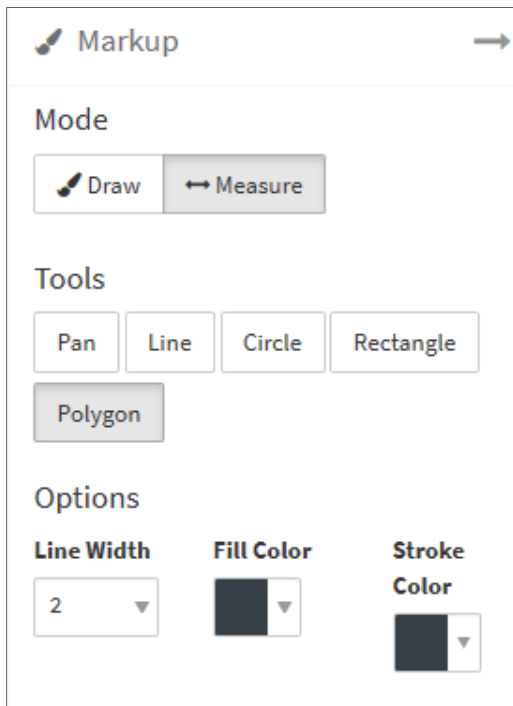 Markup
Mode
Draw Measure
Tools
Pan Line Circle Rectangle
Polygon
Options
Line Width Fill Color Stroke
Color
2